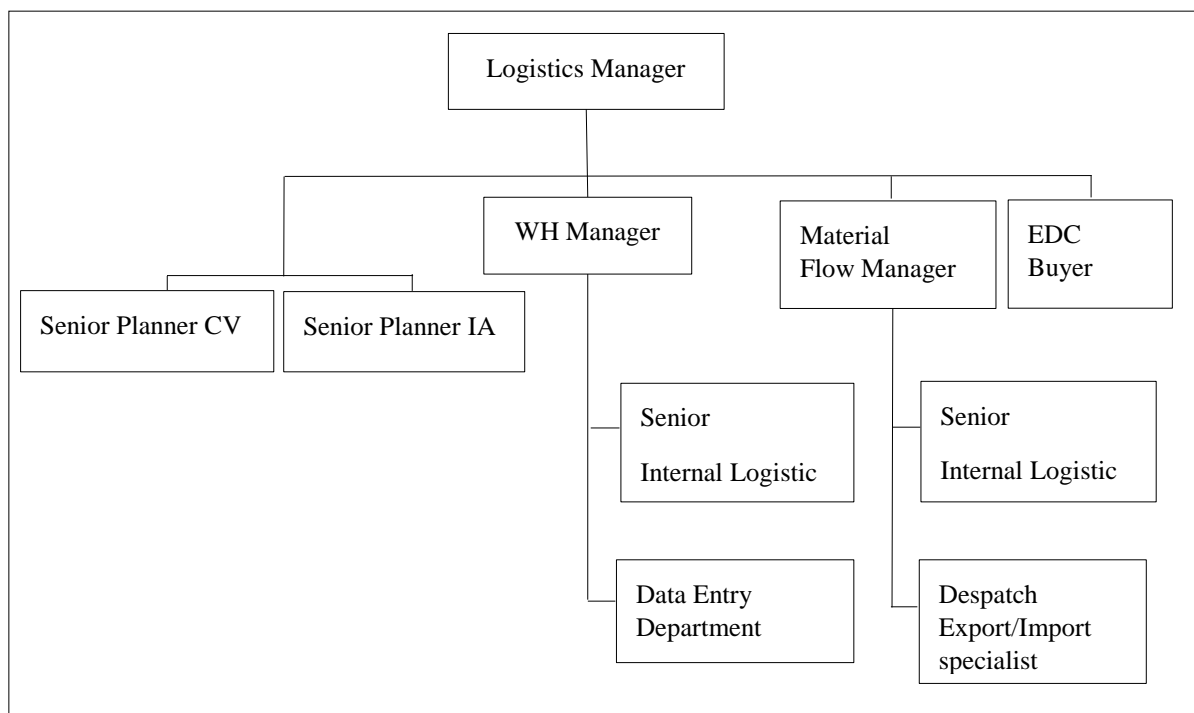 Logistics Manager
WH Manager
Material
Flow Manager
EDC
Buyer
Senior Planner CV
Senior Planner IA
Senior
Internal Logistic
Senior
Internal Logistic
Data Entry
Department
Despatch
Export/Import
specialist